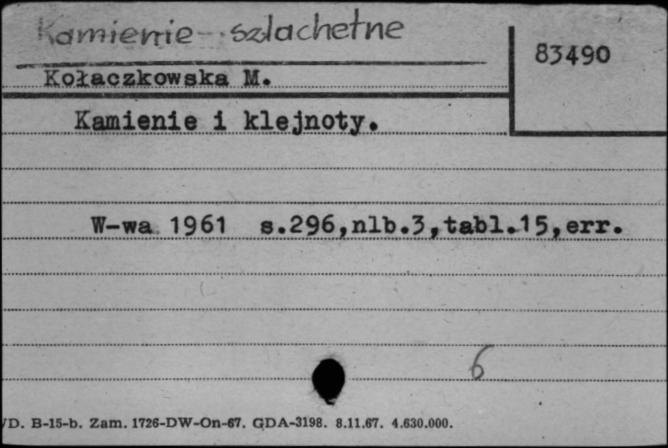 Kamienie szlachetne
83490
Kołaczkowska M.
Kamienie i klejnoty.
W-wa 1961 s.296,nlb.3,tabl.15,err.
6
/D. B-15-b. Zam. 1726-DW-On-67. GDA-3198. 8.11.67. 4.630.000.